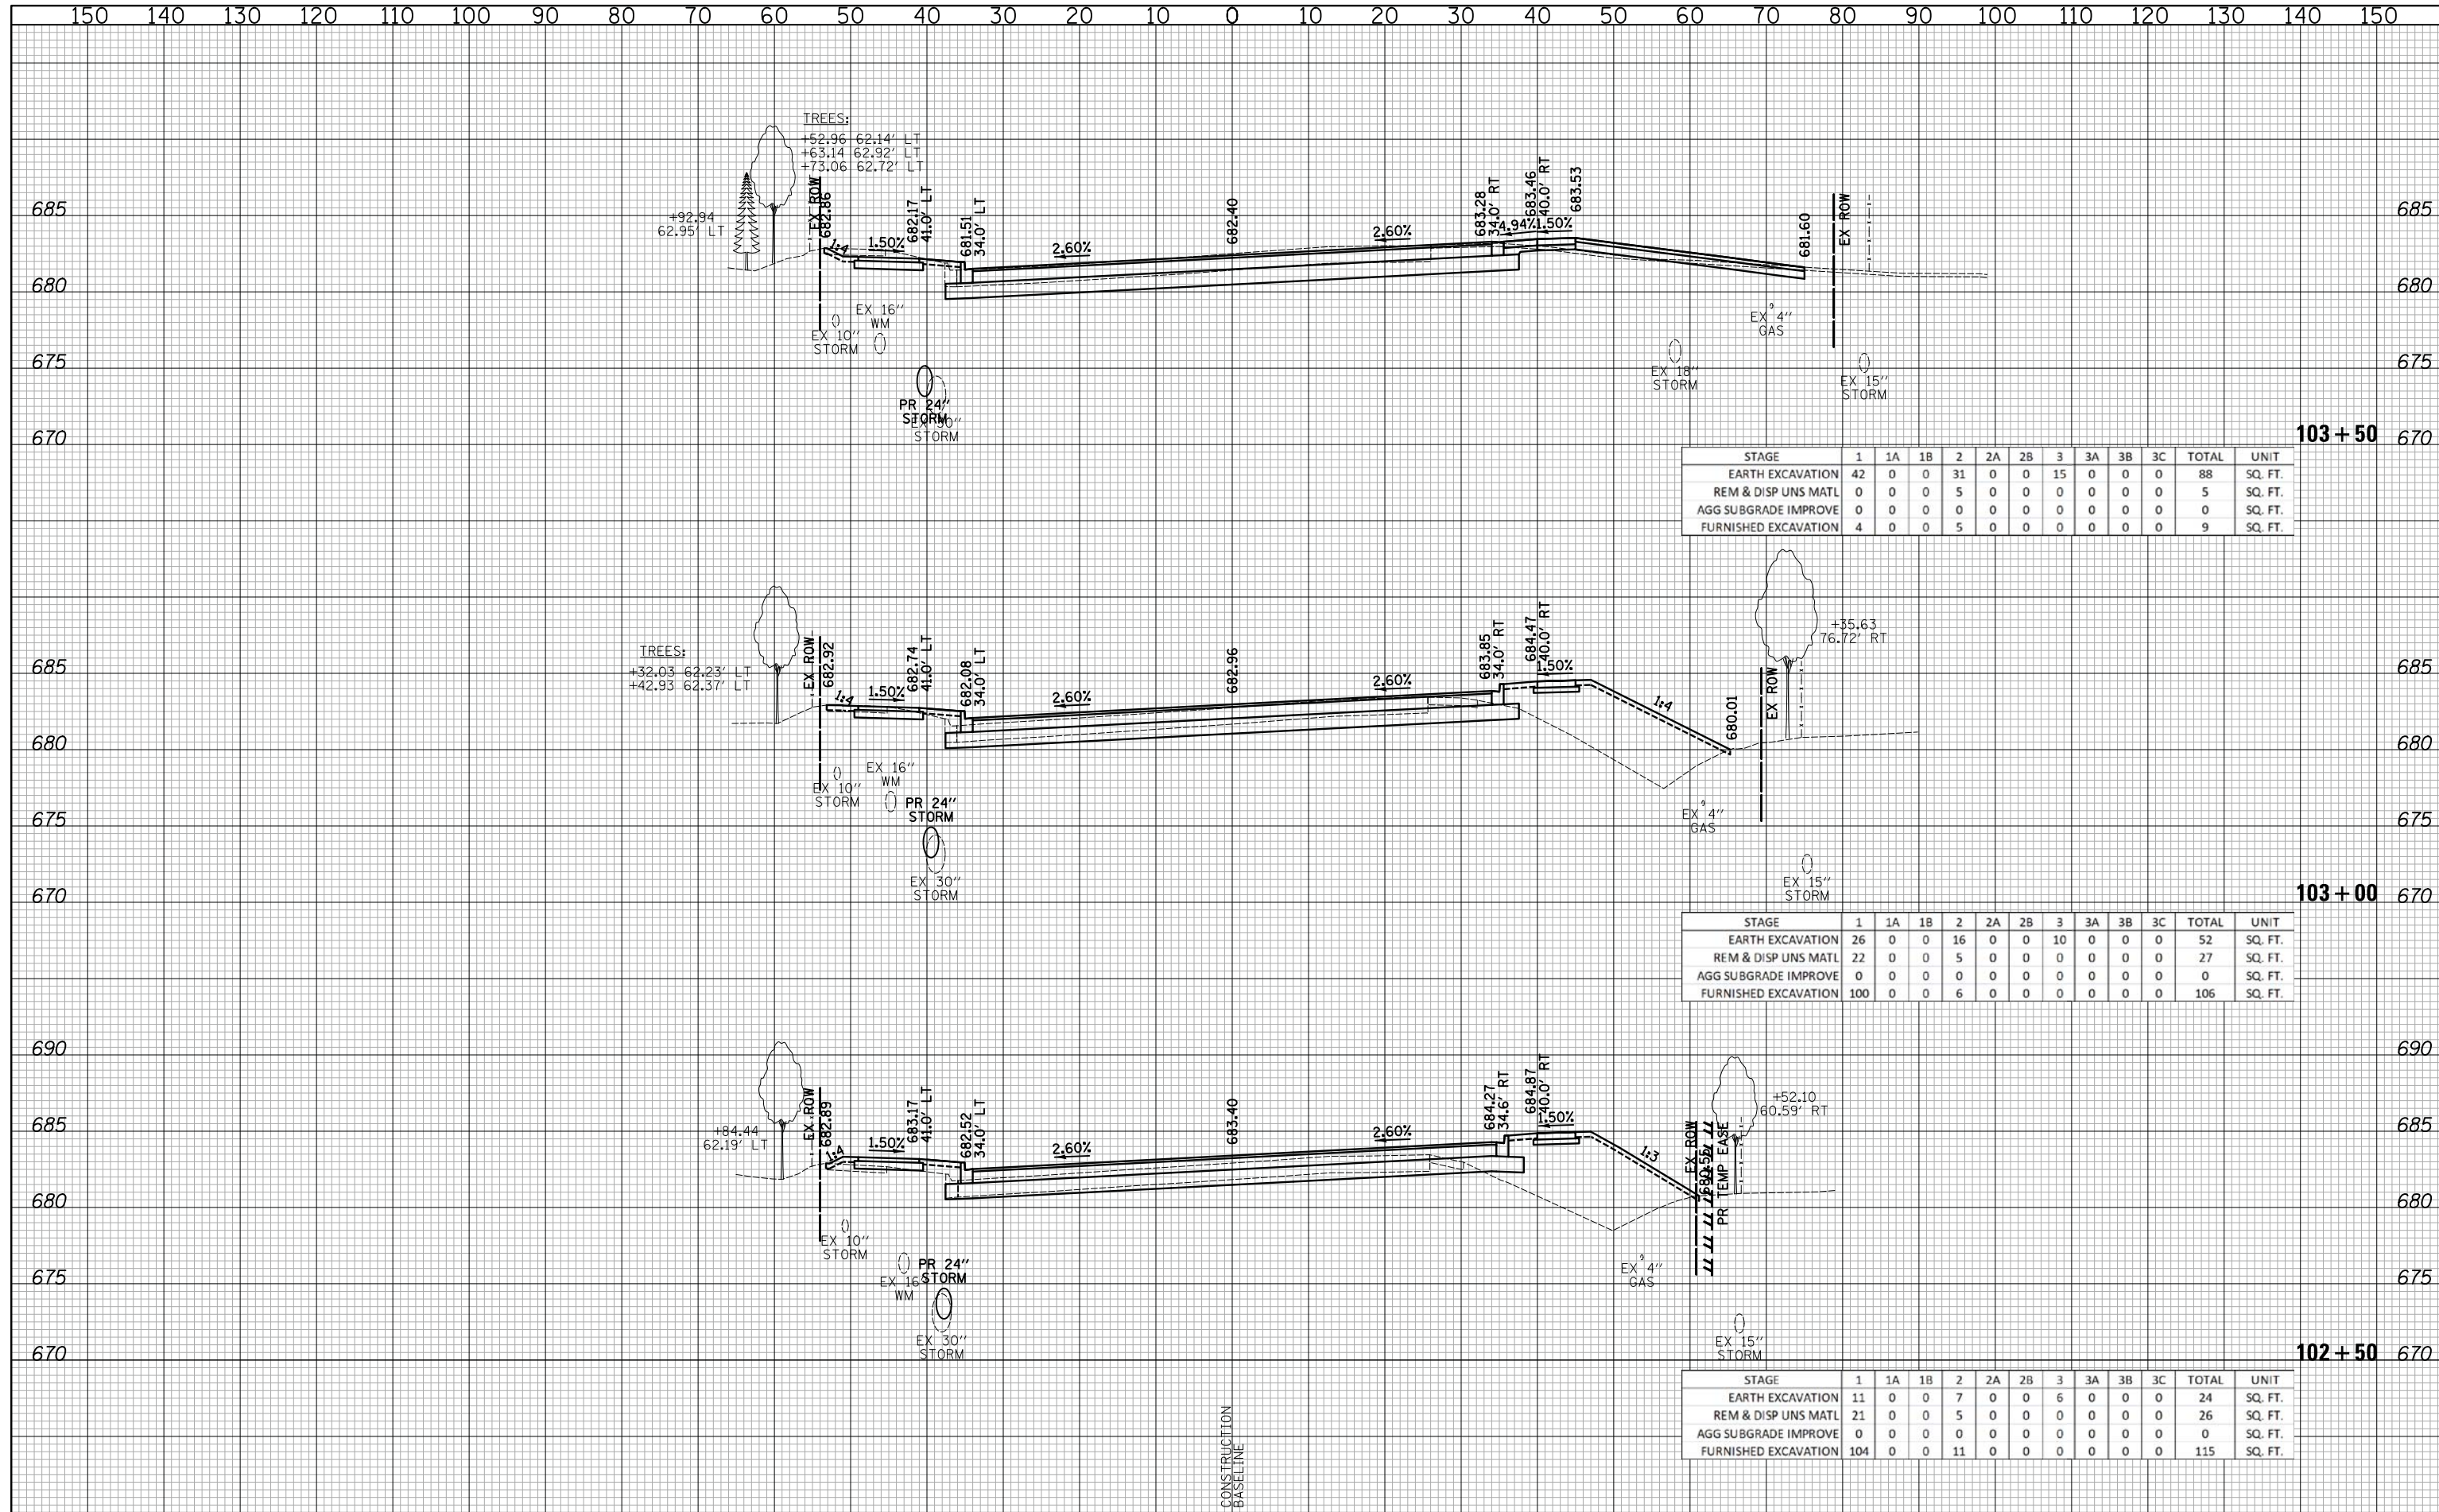 150 140 130 120 110 100 90 80 70 60 50 40 30 20 10 0 10 20 30 40 50 60 70 80 90 100 110 120 130 140 150
TREES:
+52.96 62.14' LT
+63.14 62.92' LT
+73.06 62.72' LT
+92.94
62.95' LT
EX ROW
682.86
1:4
1.50%
682.17
41.0' LT
681.51
34.0' LT
2.60%
682.40
2.60%
683.28
34.0' RT
4.94%
683.46
40.0' RT
1.50%
683.53
681.60
EX ROW
685 685
680 680
675 675
670 670
EX 10''
STORM
EX 16''
WM
PR 24''
STORM
EX 30''
STORM
EX 18''
STORM
EX 4''
GAS
EX 15''
STORM
103+50
STAGE 1 1A 1B 2 2A 2B 3 3A 3B 3C TOTAL UNIT
EARTH EXCAVATION 42 0 0 31 0 0 15 0 0 0 88 SQ. FT.
REM & DISP UNS MATL 0 0 0 5 0 0 0 0 0 0 5 SQ. FT.
AGG SUBGRADE IMPROVE 0 0 0 0 0 0 0 0 0 0 0 SQ. FT.
FURNISHED EXCAVATION 4 0 0 5 0 0 0 0 0 0 9 SQ. FT.
TREES:
+32.03 62.23' LT
+42.93 62.37' LT
EX ROW
682.92
1:4
1.50%
682.74
41.0' LT
682.08
34.0' LT
2.60%
682.96
2.60%
683.85
34.0' RT
684.47
40.0' RT
1.50%
1:4
680.01
EX ROW
+35.63
76.72' RT
685 685
680 680
675 675
670 670
EX 10''
STORM
EX 16''
WM
PR 24''
STORM
EX 30''
STORM
EX 4''
GAS
EX 15''
STORM
103+00
STAGE 1 1A 1B 2 2A 2B 3 3A 3B 3C TOTAL UNIT
EARTH EXCAVATION 26 0 0 16 0 0 10 0 0 0 52 SQ. FT.
REM & DISP UNS MATL 22 0 0 5 0 0 0 0 0 0 27 SQ. FT.
AGG SUBGRADE IMPROVE 0 0 0 0 0 0 0 0 0 0 0 SQ. FT.
FURNISHED EXCAVATION 100 0 0 6 0 0 0 0 0 0 106 SQ. FT.
690 690
+84.44
62.19' LT
EX ROW
682.89
1:4
1.50%
683.17
41.0' LT
682.52
34.0' LT
2.60%
683.40
2.60%
684.27
34.6' RT
684.87
40.0' RT
1.50%
1:3
EX ROW
PR TEMP EASE
+52.10
60.59' RT
685 685
680 680
675 675
670 670
EX 10''
STORM
EX 16''
WM
PR 24''
STORM
EX 30''
STORM
EX 4''
GAS
EX 15''
STORM
102+50
STAGE 1 1A 1B 2 2A 2B 3 3A 3B 3C TOTAL UNIT
EARTH EXCAVATION 11 0 0 7 0 0 6 0 0 0 24 SQ. FT.
REM & DISP UNS MATL 21 0 0 5 0 0 0 0 0 0 26 SQ. FT.
AGG SUBGRADE IMPROVE 0 0 0 0 0 0 0 0 0 0 0 SQ. FT.
FURNISHED EXCAVATION 104 0 0 11 0 0 0 0 0 0 115 SQ. FT.
CONSTRUCTION
BASELINE